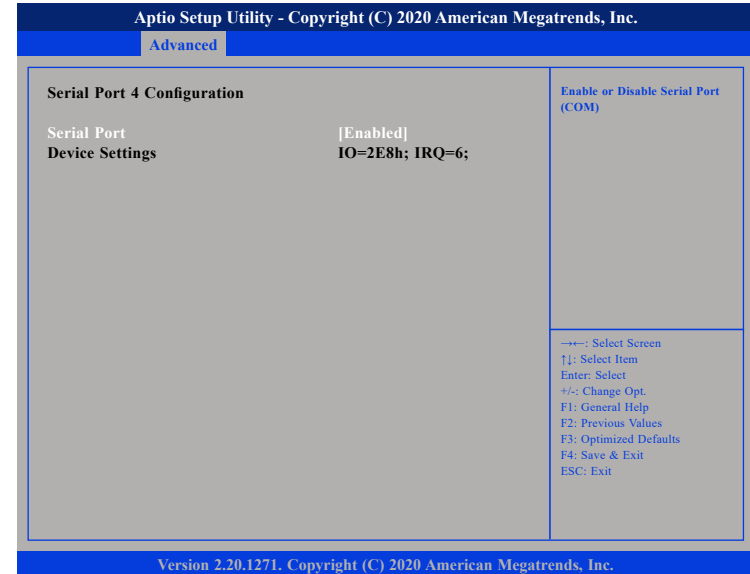 Aptio Setup Utility - Copyright (C) 2020 American Megatrends, Inc.
Advanced
Serial Port 4 Configuration
Serial Port [Enabled]
Device Settings IO=2E8h; IRQ=6;
Enable or Disable Serial Port
(COM)
→←: Select Screen
↑↓: Select Item
Enter: Select
+/-: Change Opt.
F1: General Help
F2: Previous Values
F3: Optimized Defaults
F4: Save & Exit
ESC: Exit
Version 2.20.1271. Copyright (C) 2020 American Megatrends, Inc.